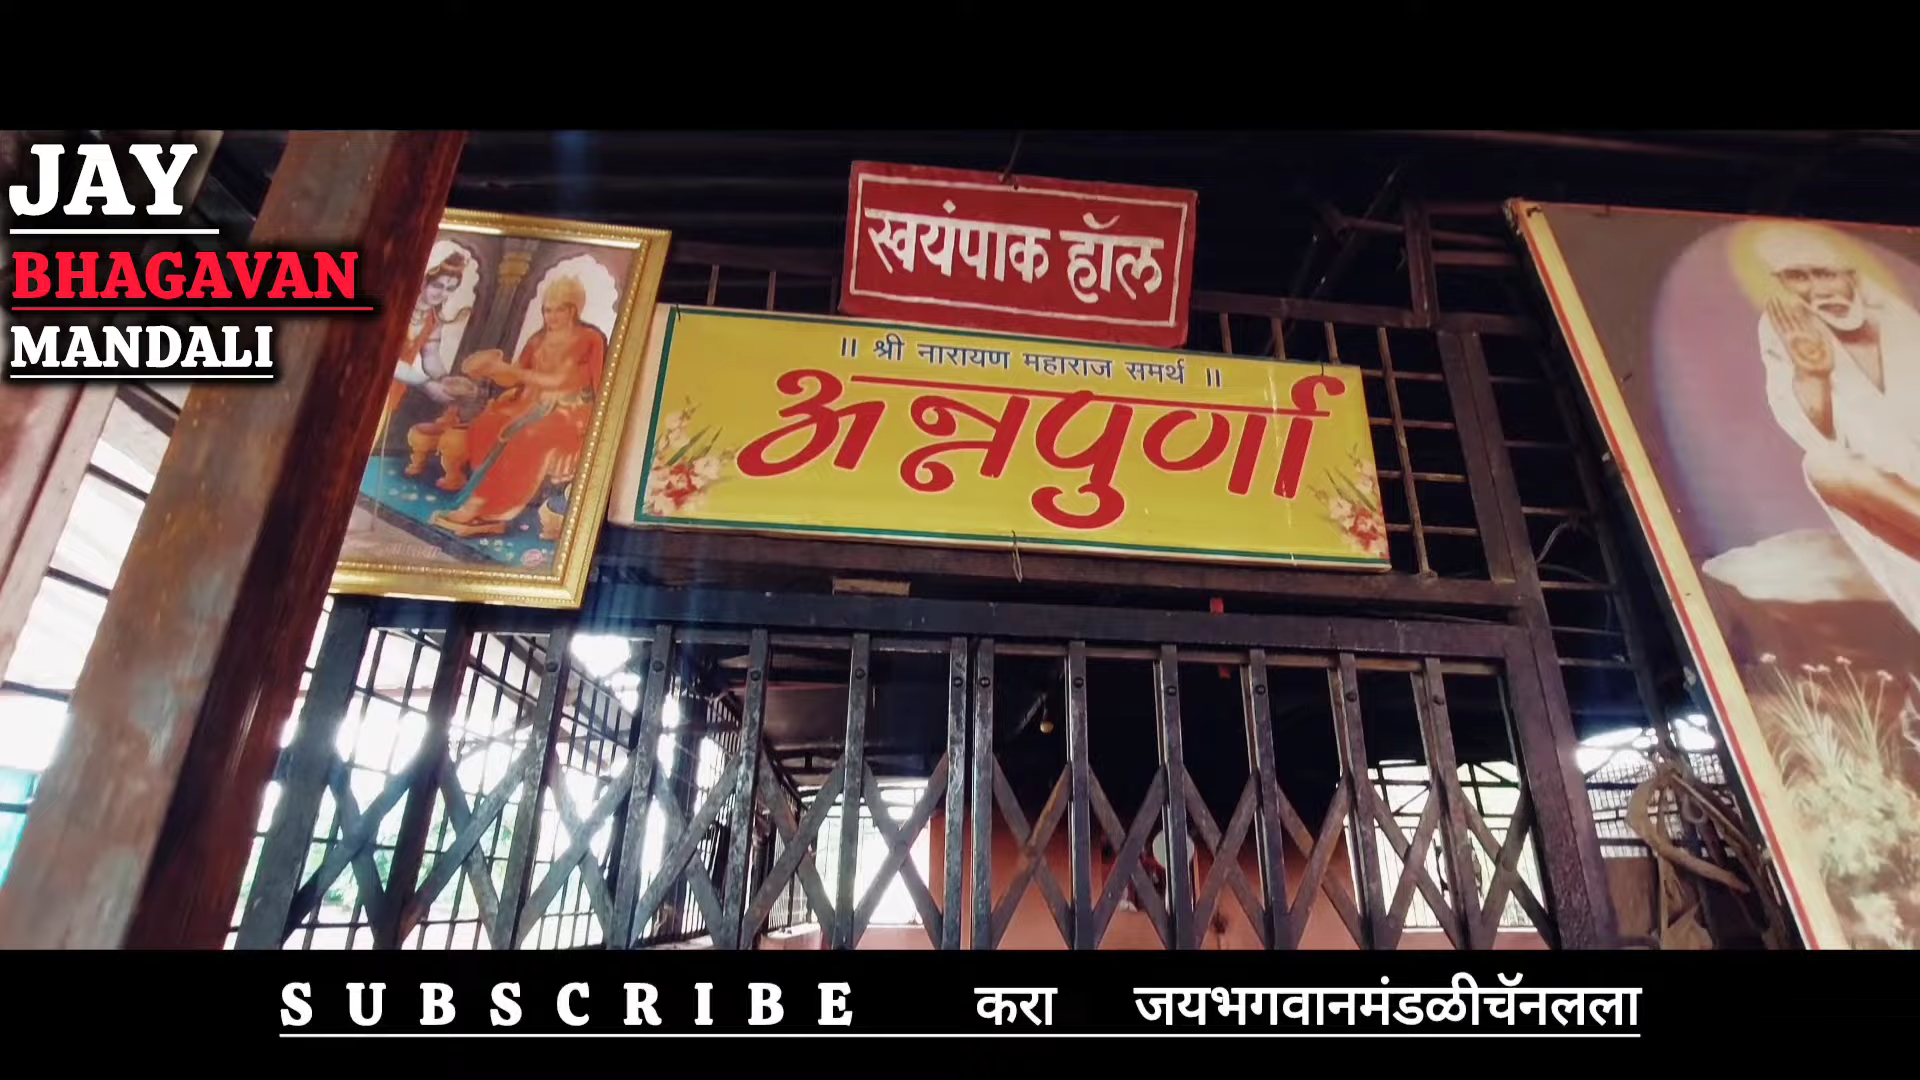 JAY
BHAGAVAN
MANDALI
स्वयंपाक हॉल
॥ श्री नारायण महाराज समर्थ ॥
अन्नपुर्णा
SUBSCRIBE करा जयभगवानमंडळीचॅनलला